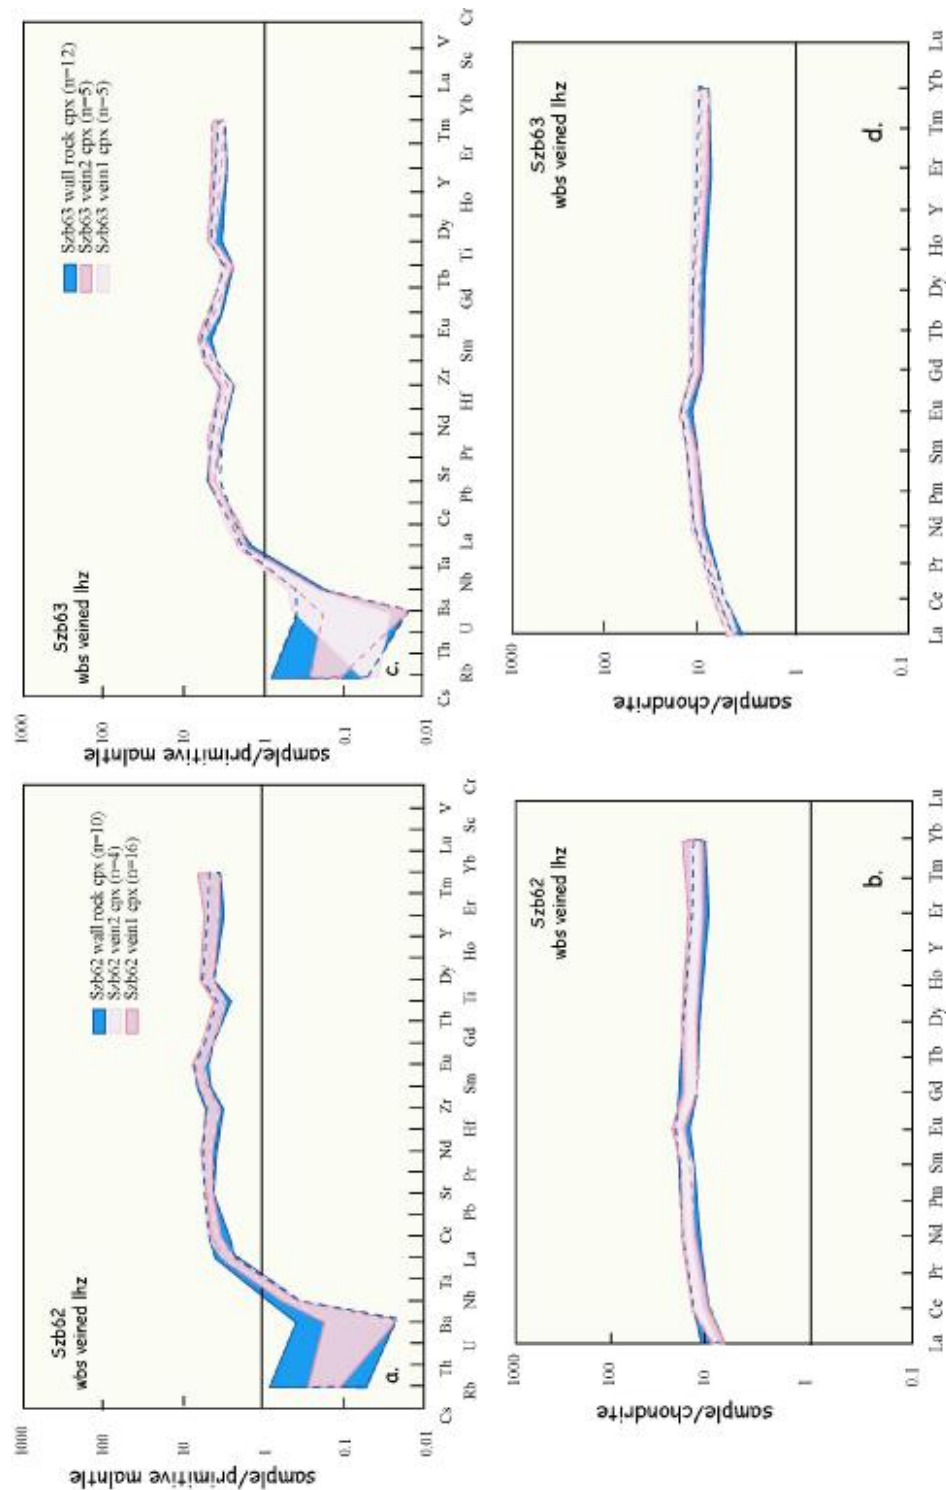 Szb62
wbs veined lhz
Szb62 wall rock cpx (n=10)
Szb62 vein2 cpx (n=4)
Szb62 vein1 cpx (n=16)
sample/primitive malntle
1000
100
10
1
0.1
0.01
a.
Cs Rb Th U Ba Nb Ta La Ce Pb Sr Pr Nd Hf Zr Sm Eu Gd Tb Ti Dy Ho Y Er Tm Yb Lu Sc V Cr
Szb63
wbs veined lhz
Szb63 wall rock cpx (n=12)
Szb63 vein2 cpx (n=5)
Szb63 vein1 cpx (n=5)
sample/primitive malntle
1000
100
10
1
0.1
0.01
c.
Cs Rb Th U Ba Nb Ta La Ce Pb Sr Pr Nd Hf Zr Sm Eu Gd Tb Ti Dy Ho Y Er Tm Yb Lu Sc V Cr
Szb62
wbs veined lhz
sample/chondrite
1000
100
10
1
0.1
b.
La Ce Pr Nd Pm Sm Eu Gd Tb Dy Ho Y Er Tm Yb Lu
Szb63
wbs veined lhz
sample/chondrite
1000
100
10
1
0.1
d.
La Ce Pr Nd Pm Sm Eu Gd Tb Dy Ho Y Er Tm Yb Lu